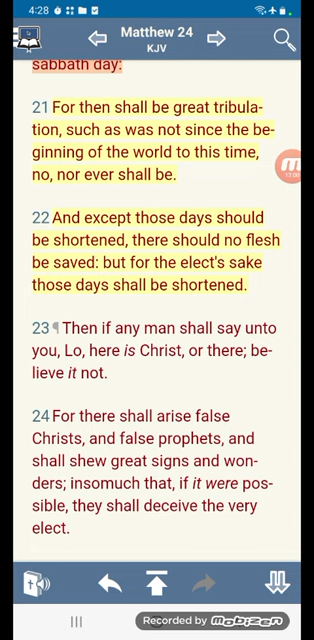 4:28
Matthew 24
KJV
sabbath day:
21 For then shall be great tribula-
tion, such as was not since the be-
ginning of the world to this time,
no, nor ever shall be.
22 And except those days should
be shortened, there should no flesh
be saved: but for the elect's sake
those days shall be shortened.
23 ¶ Then if any man shall say unto
you, Lo, here is Christ, or there; be-
lieve it not.
24 For there shall arise false
Christs, and false prophets, and
shall shew great signs and won-
ders; insomuch that, if it were pos-
sible, they shall deceive the very
elect.
Recorded by mobizen